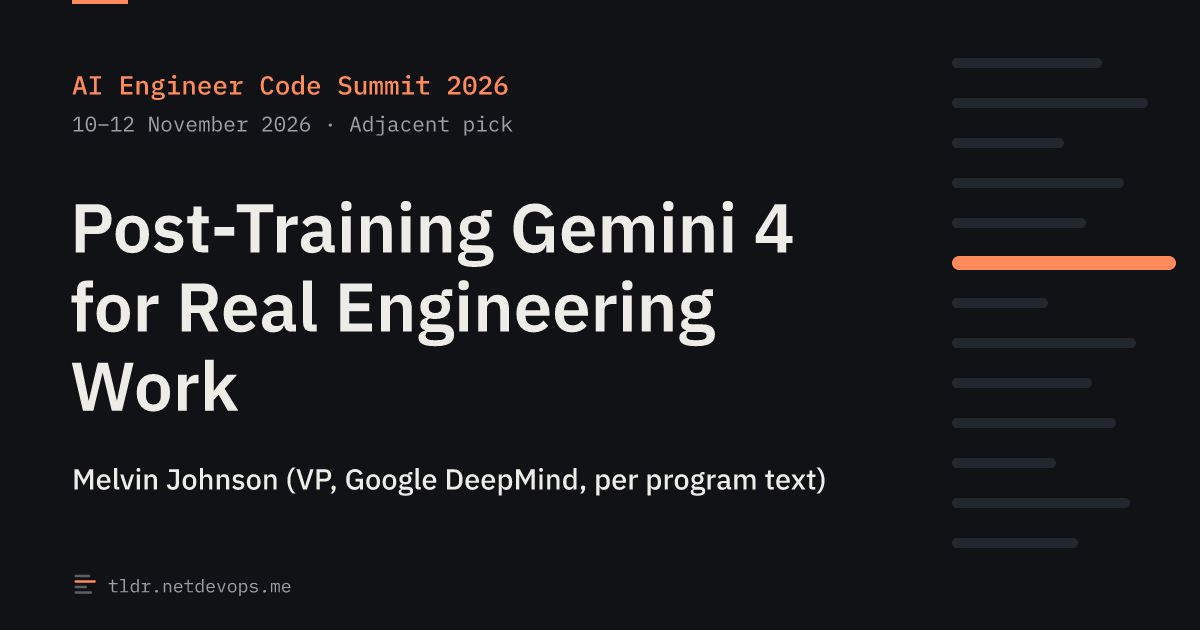 AI Engineer Code Summit 2026
10–12 November 2026 · Adjacent pick
Post-Training Gemini 4
for Real Engineering
Work
Melvin Johnson (VP, Google DeepMind, per program text)
tldr.netdevops.me